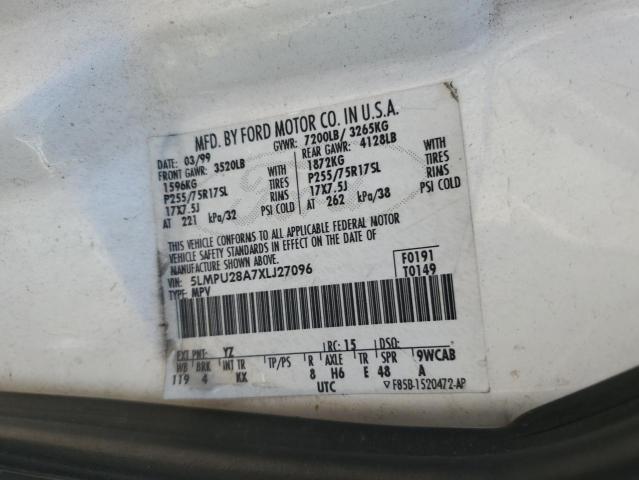 MFD. BY FORD MOTOR CO. IN U.S.A.
03/99 GVWR: 7200LB/ 3265KG
FRONT GAWR: 3520LB REAR GAWR: 4128LB
1596KG WITH 1872KG WITH
P255/75R17SL TIRES P255/75R17SL TIRES
17X7.5J RIMS 17X7.5J RIMS
AT 221 kPa/32 PSI COLD AT 262 kPa/38 PSI COLD
THIS VEHICLE CONFORMS TO ALL APPLICABLE FEDERAL MOTOR
VEHICLE SAFETY STANDARDS IN EFFECT ON THE DATE OF
MANUFACTURE SHOWN ABOVE.
VIN: 5LMPU28A7XLJ27096 F0191
TYPE: MPV T0149
EXT PNT: YZ RC: 15 DSO:
WB BRK INT TR TP/PS R AXLE TR SPR 9WCAB
119 4 KX 8 H6 E 48 A
UTC ▽F85B-1520472-AP